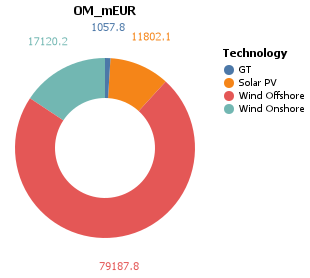 OM_mEUR
1057.8
11802.1
17120.2
79187.8
Technology
GT
Solar PV
Wind Offshore
Wind Onshore